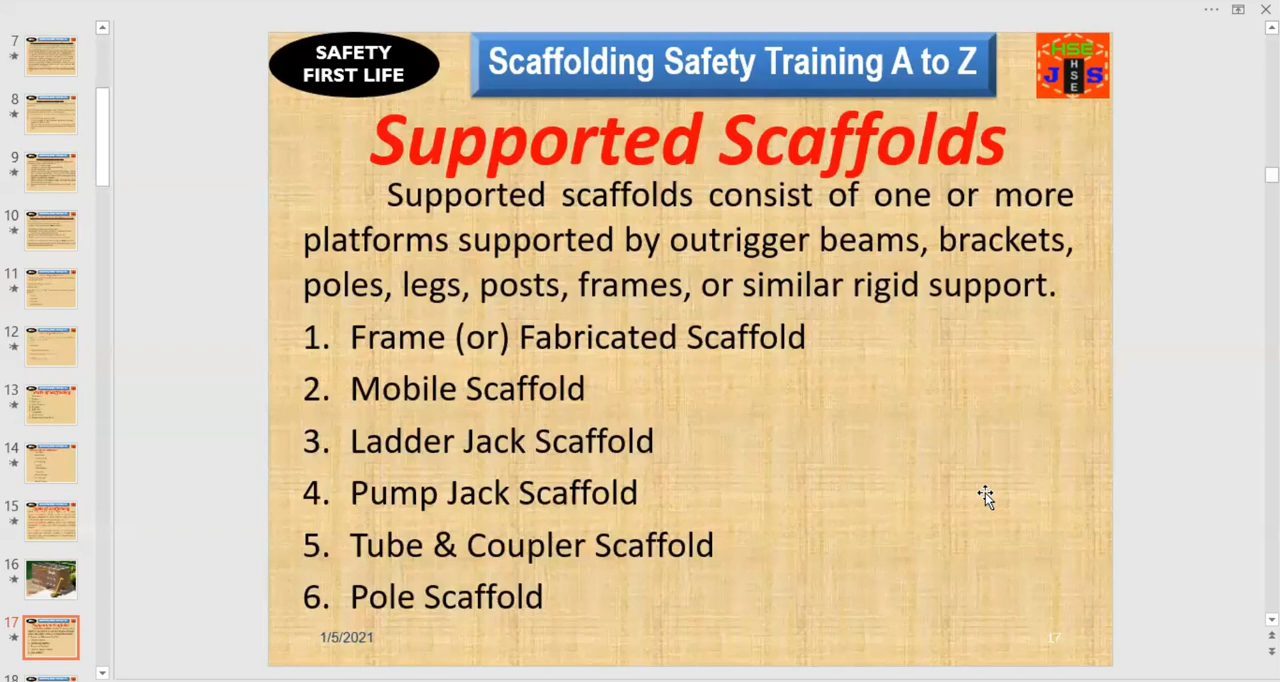 7
8
9
10
11
12
13
14
15
16
17
18
SAFETY
FIRST LIFE
Scaffolding Safety Training A to Z
HSE
J HSE S
Supported Scaffolds
Supported scaffolds consist of one or more
platforms supported by outrigger beams, brackets,
poles, legs, posts, frames, or similar rigid support.
1. Frame (or) Fabricated Scaffold
2. Mobile Scaffold
3. Ladder Jack Scaffold
4. Pump Jack Scaffold
5. Tube & Coupler Scaffold
6. Pole Scaffold
1/5/2021
17